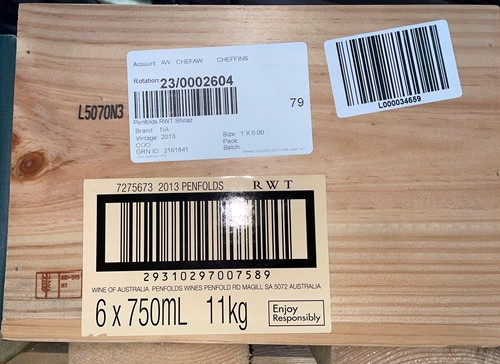 Account AW CHEFAW CHEFFINS
Rotation: 23/0002604
Penfolds RWT Shiraz
Brand NA
Vintage 2013
COO:
GRN ID 2161841
Size: 1 X 0.00
Pack
Batch:
79
L000034659
L5070N3
7275673 2013 PENFOLDS RWT
29310297007589
WINE OF AUSTRALIA PENFOLDS WINES PENFOLD RD MAGILL SA 5072 AUSTRALIA
6 x 750mL 11kg
Enjoy
Responsibly